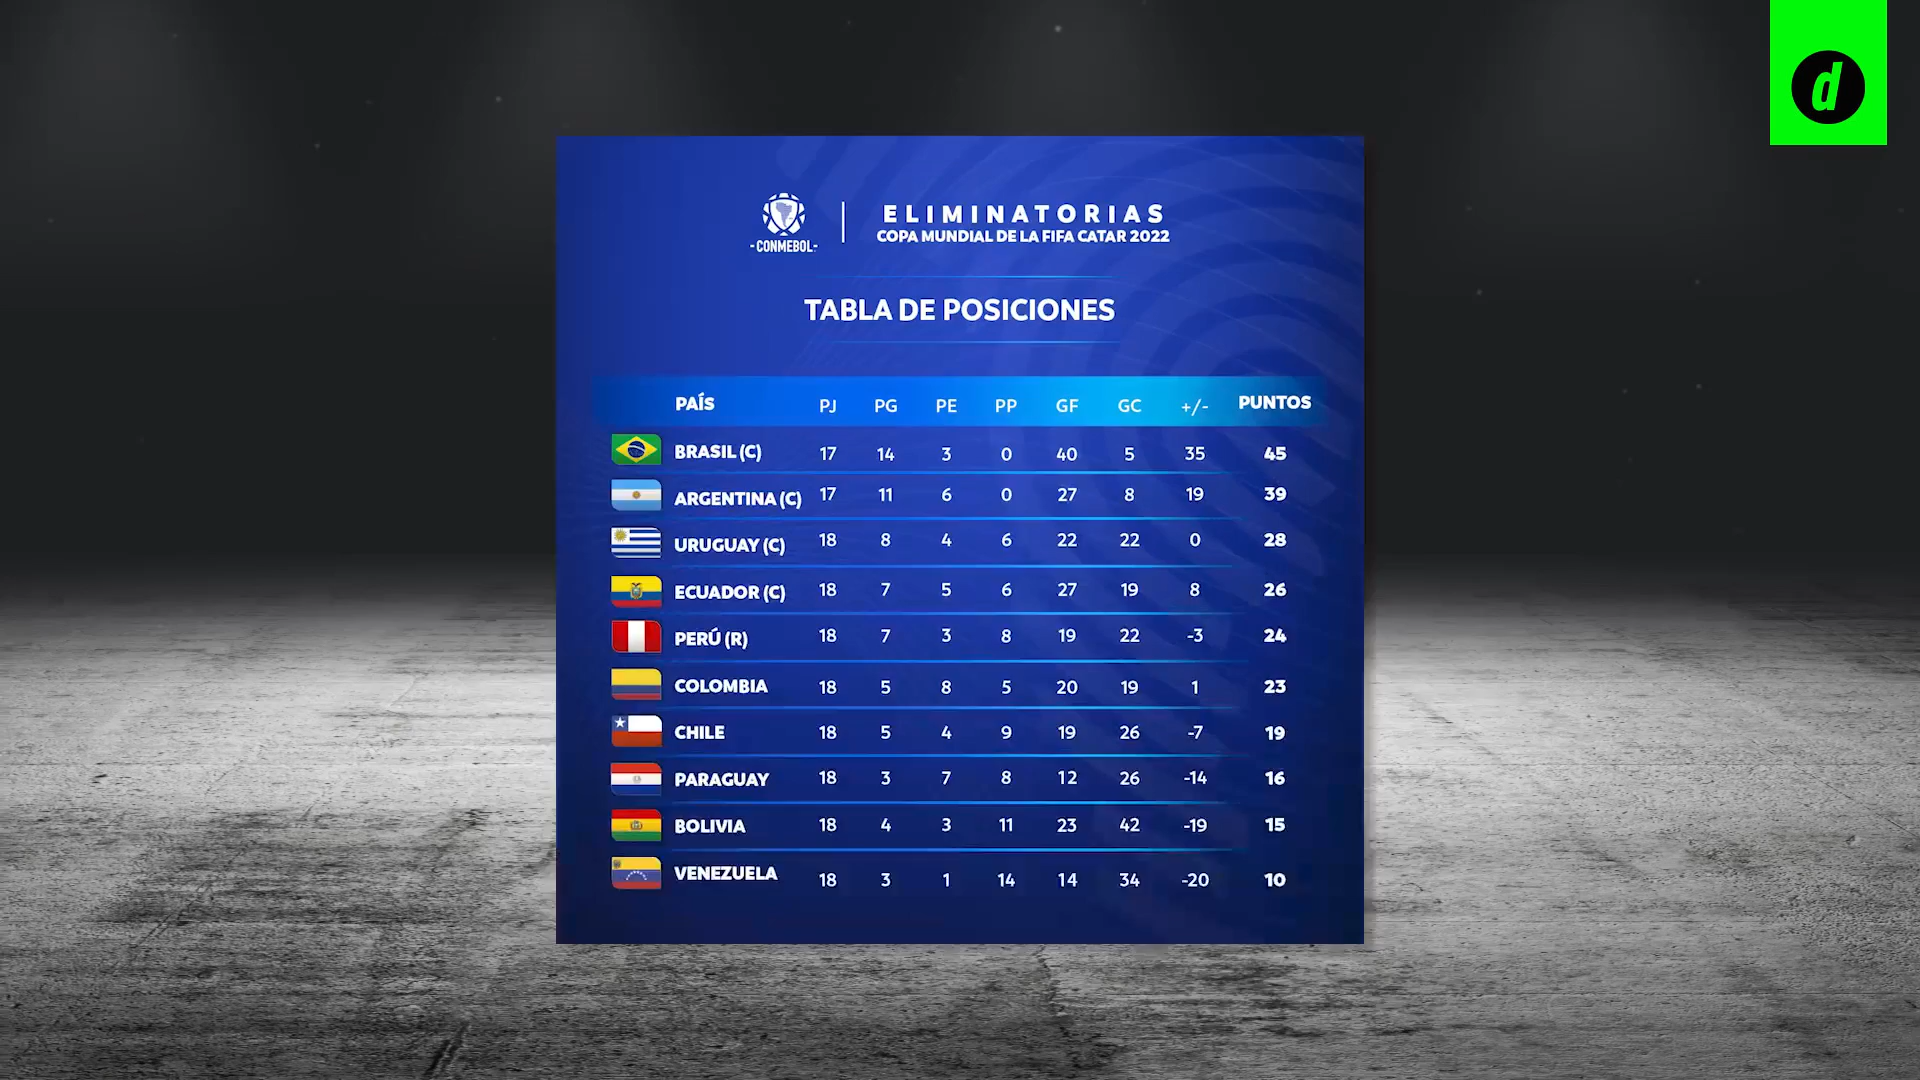 d
-CONMEBOL-
ELIMINATORIAS
COPA MUNDIAL DE LA FIFA CATAR 2022
TABLA DE POSICIONES
PAÍS PJ PG PE PP GF GC +/- PUNTOS
BRASIL (C) 17 14 3 0 40 5 35 45
ARGENTINA (C) 17 11 6 0 27 8 19 39
URUGUAY (C) 18 8 4 6 22 22 0 28
ECUADOR (C) 18 7 5 6 27 19 8 26
PERÚ (R) 18 7 3 8 19 22 -3 24
COLOMBIA 18 5 8 5 20 19 1 23
CHILE 18 5 4 9 19 26 -7 19
PARAGUAY 18 3 7 8 12 26 -14 16
BOLIVIA 18 4 3 11 23 42 -19 15
VENEZUELA 18 3 1 14 14 34 -20 10